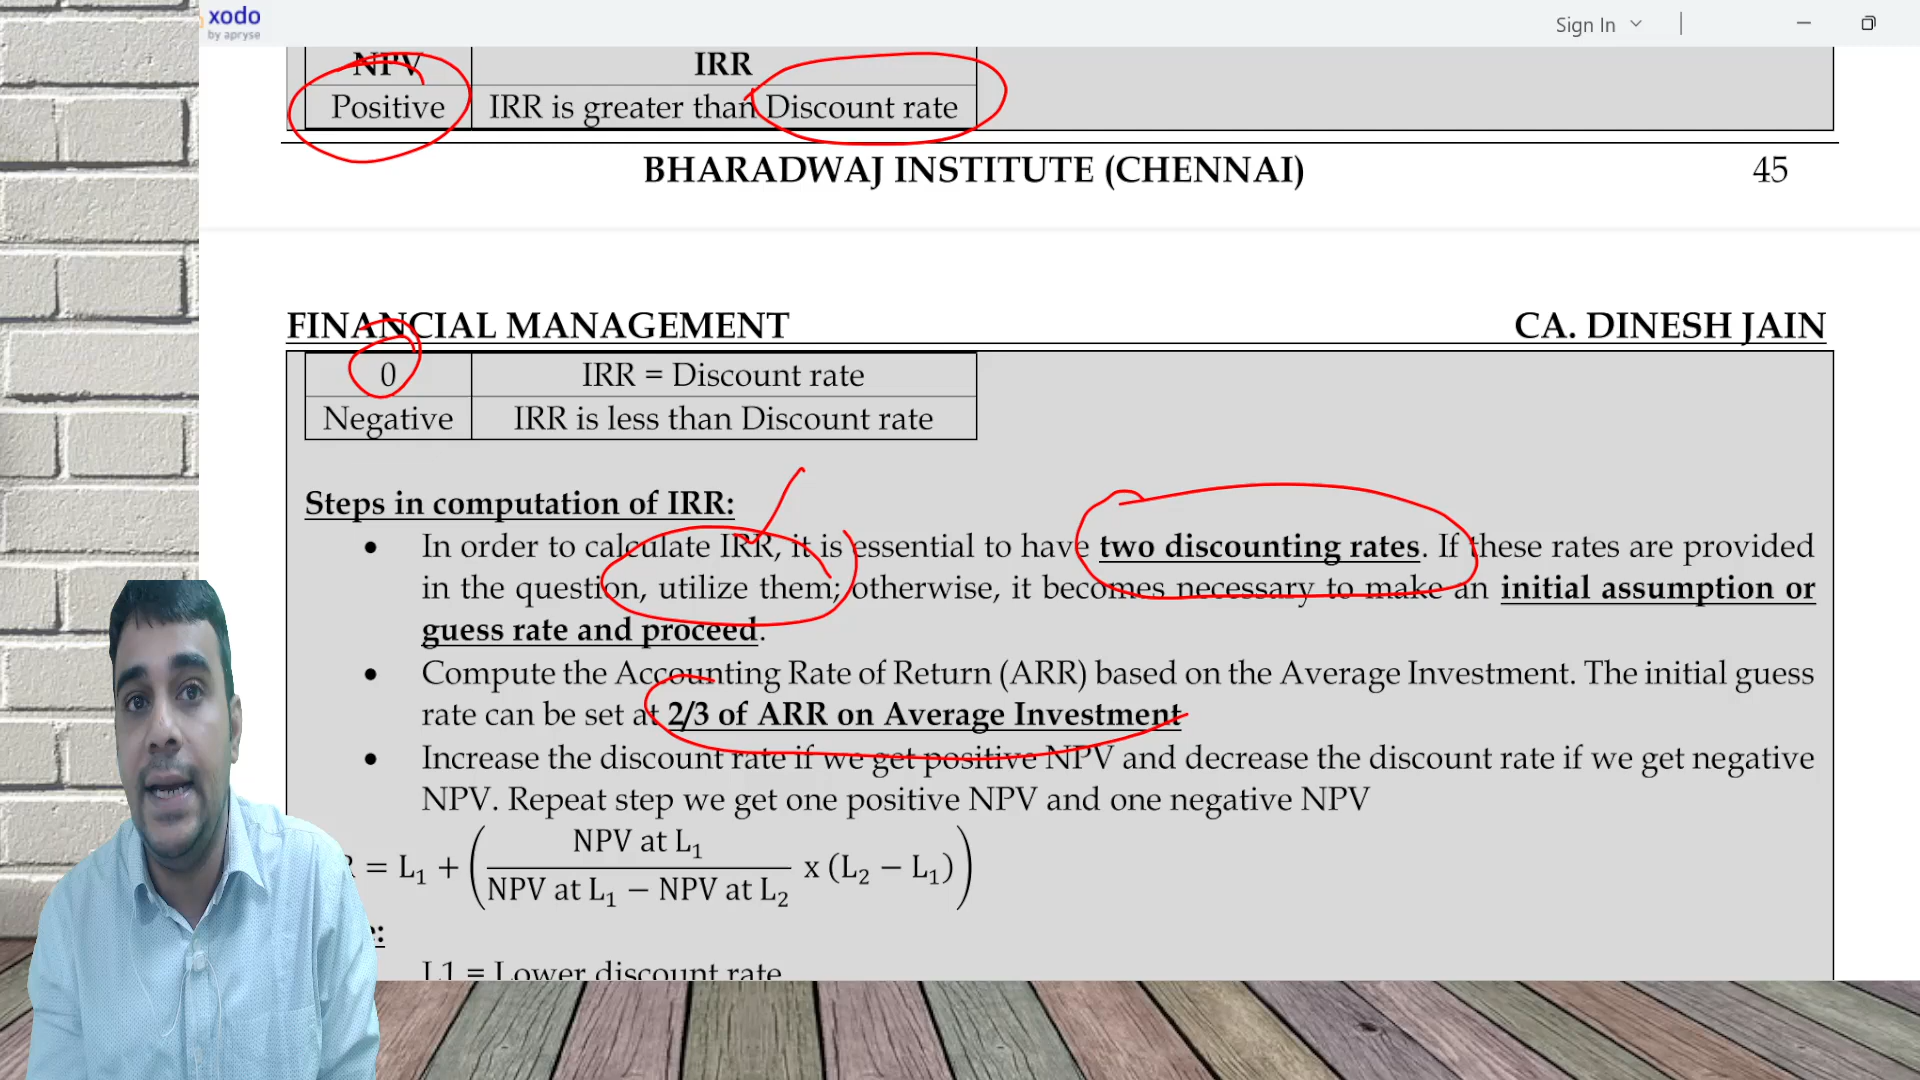 xodo
by apryse
Sign In
NPV IRR
Positive IRR is greater than Discount rate
BHARADWAJ INSTITUTE (CHENNAI) 45
FINANCIAL MANAGEMENT CA. DINESH JAIN
0 IRR = Discount rate
Negative IRR is less than Discount rate
Steps in computation of IRR:
• In order to calculate IRR, it is essential to have two discounting rates. If these rates are provided
in the question, utilize them; otherwise, it becomes necessary to make an initial assumption or
guess rate and proceed.
• Compute the Accounting Rate of Return (ARR) based on the Average Investment. The initial guess
rate can be set at 2/3 of ARR on Average Investment
• Increase the discount rate if we get positive NPV and decrease the discount rate if we get negative
NPV. Repeat step we get one positive NPV and one negative NPV
= L₁ + (NPV at L₁ / (NPV at L₁ − NPV at L₂) x (L₂ − L₁))
L1 = Lower discount rate